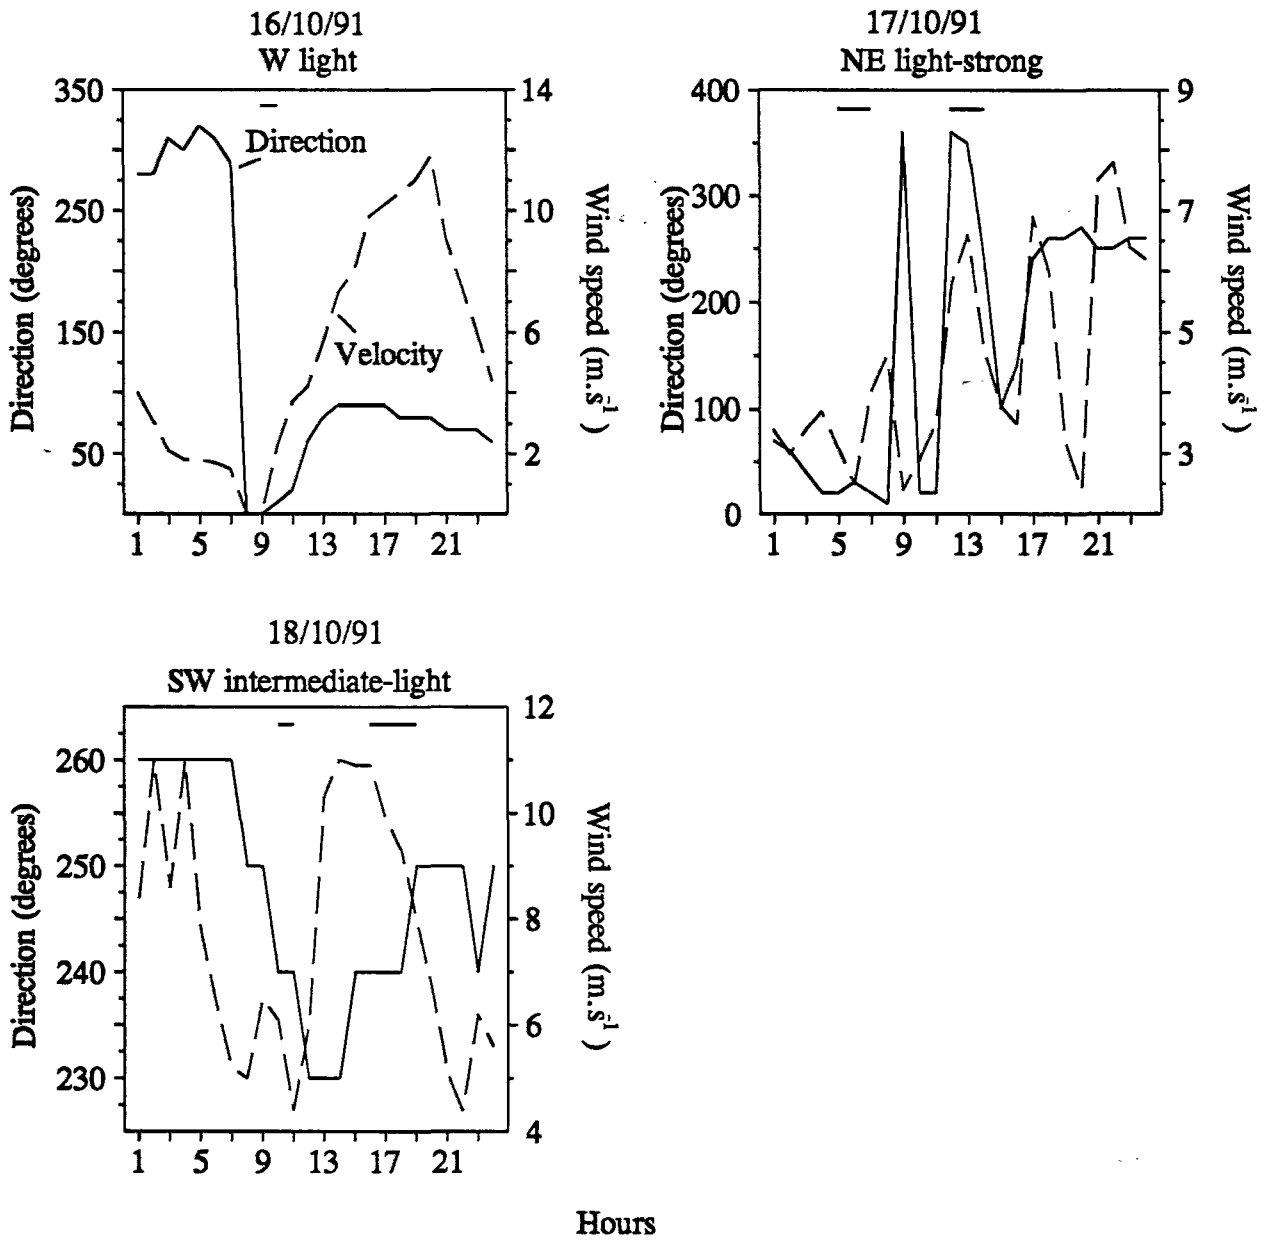 16/10/91
W light
350
250
150
50
14
10
6
2
Direction
Velocity
Direction (degrees)
Wind speed (m.s⁻¹)
1 5 9 13 17 21
17/10/91
NE light-strong
400
300
200
100
0
9
7
5
3
Direction (degrees)
Wind speed (m.s⁻¹)
1 5 9 13 17 21
18/10/91
SW intermediate-light
260
250
240
230
12
10
8
6
4
Direction (degrees)
Wind speed (m.s⁻¹)
1 5 9 13 17 21
Hours